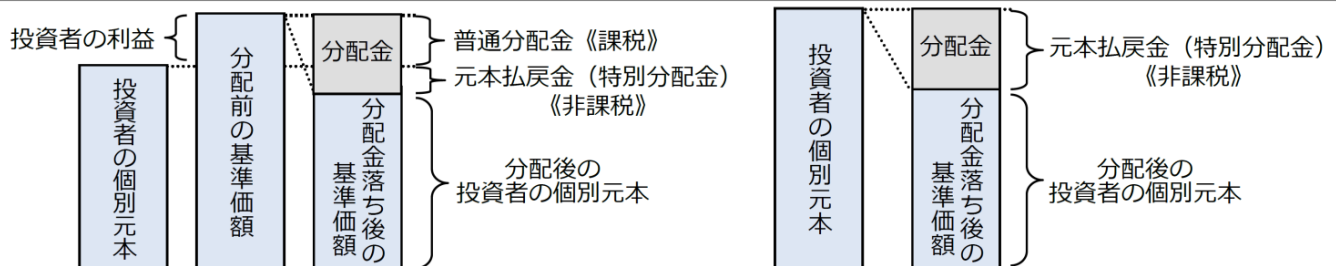 投資者の利益
投資者の個別元本
分配前の基準価額
分配金
分配金落ち後の
基準価額
普通分配金《課税》
元本払戻金（特別分配金）
《非課税》
分配後の
投資者の個別元本
投資者の個別元本
分配金
分配金落ち後の
基準価額
元本払戻金（特別分配金）
《非課税》
分配後の
投資者の個別元本